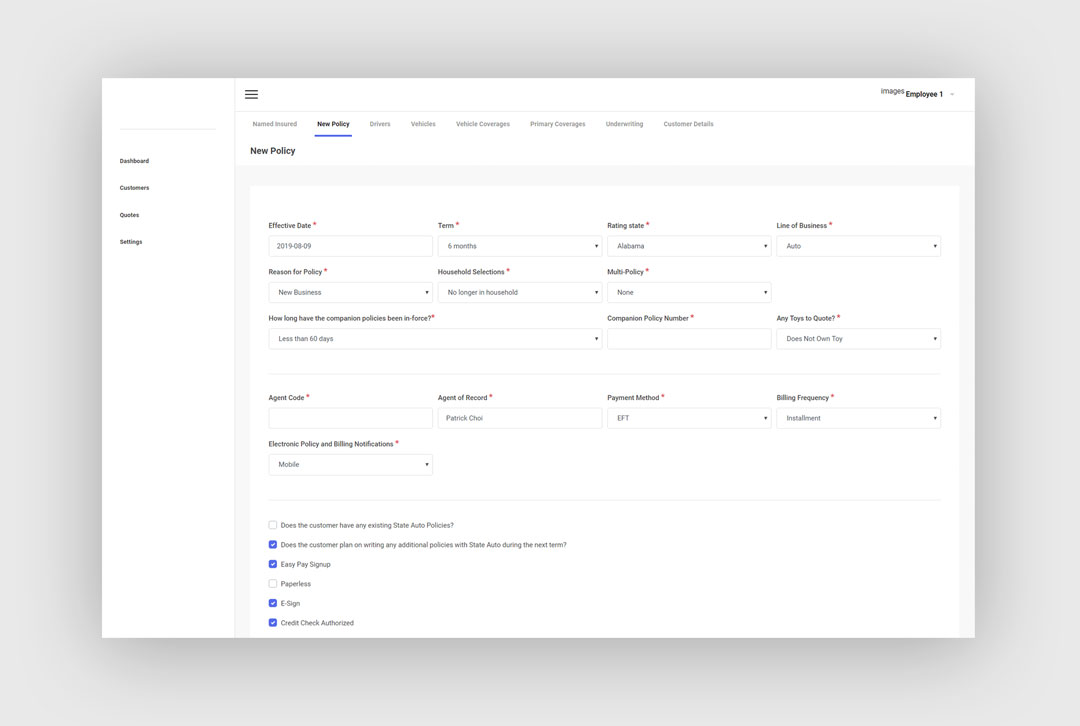 images Employee 1
Named Insured New Policy Drivers Vehicles Vehicle Coverages Primary Coverages Underwriting Customer Details
New Policy
Dashboard
Customers
Quotes
Settings
Effective Date * Term * Rating state * Line of Business *
2019-08-09 6 months Alabama Auto
Reason for Policy * Household Selections * Multi-Policy *
New Business No longer in household None
How long have the companion policies been in-force?* Companion Policy Number * Any Toys to Quote? *
Less than 60 days Does Not Own Toy
Agent Code * Agent of Record * Payment Method * Billing Frequency *
Patrick Choi EFT Installment
Electronic Policy and Billing Notifications *
Mobile
Does the customer have any existing State Auto Policies?
Does the customer plan on writing any additional policies with State Auto during the next term?
Easy Pay Signup
Paperless
E-Sign
Credit Check Authorized